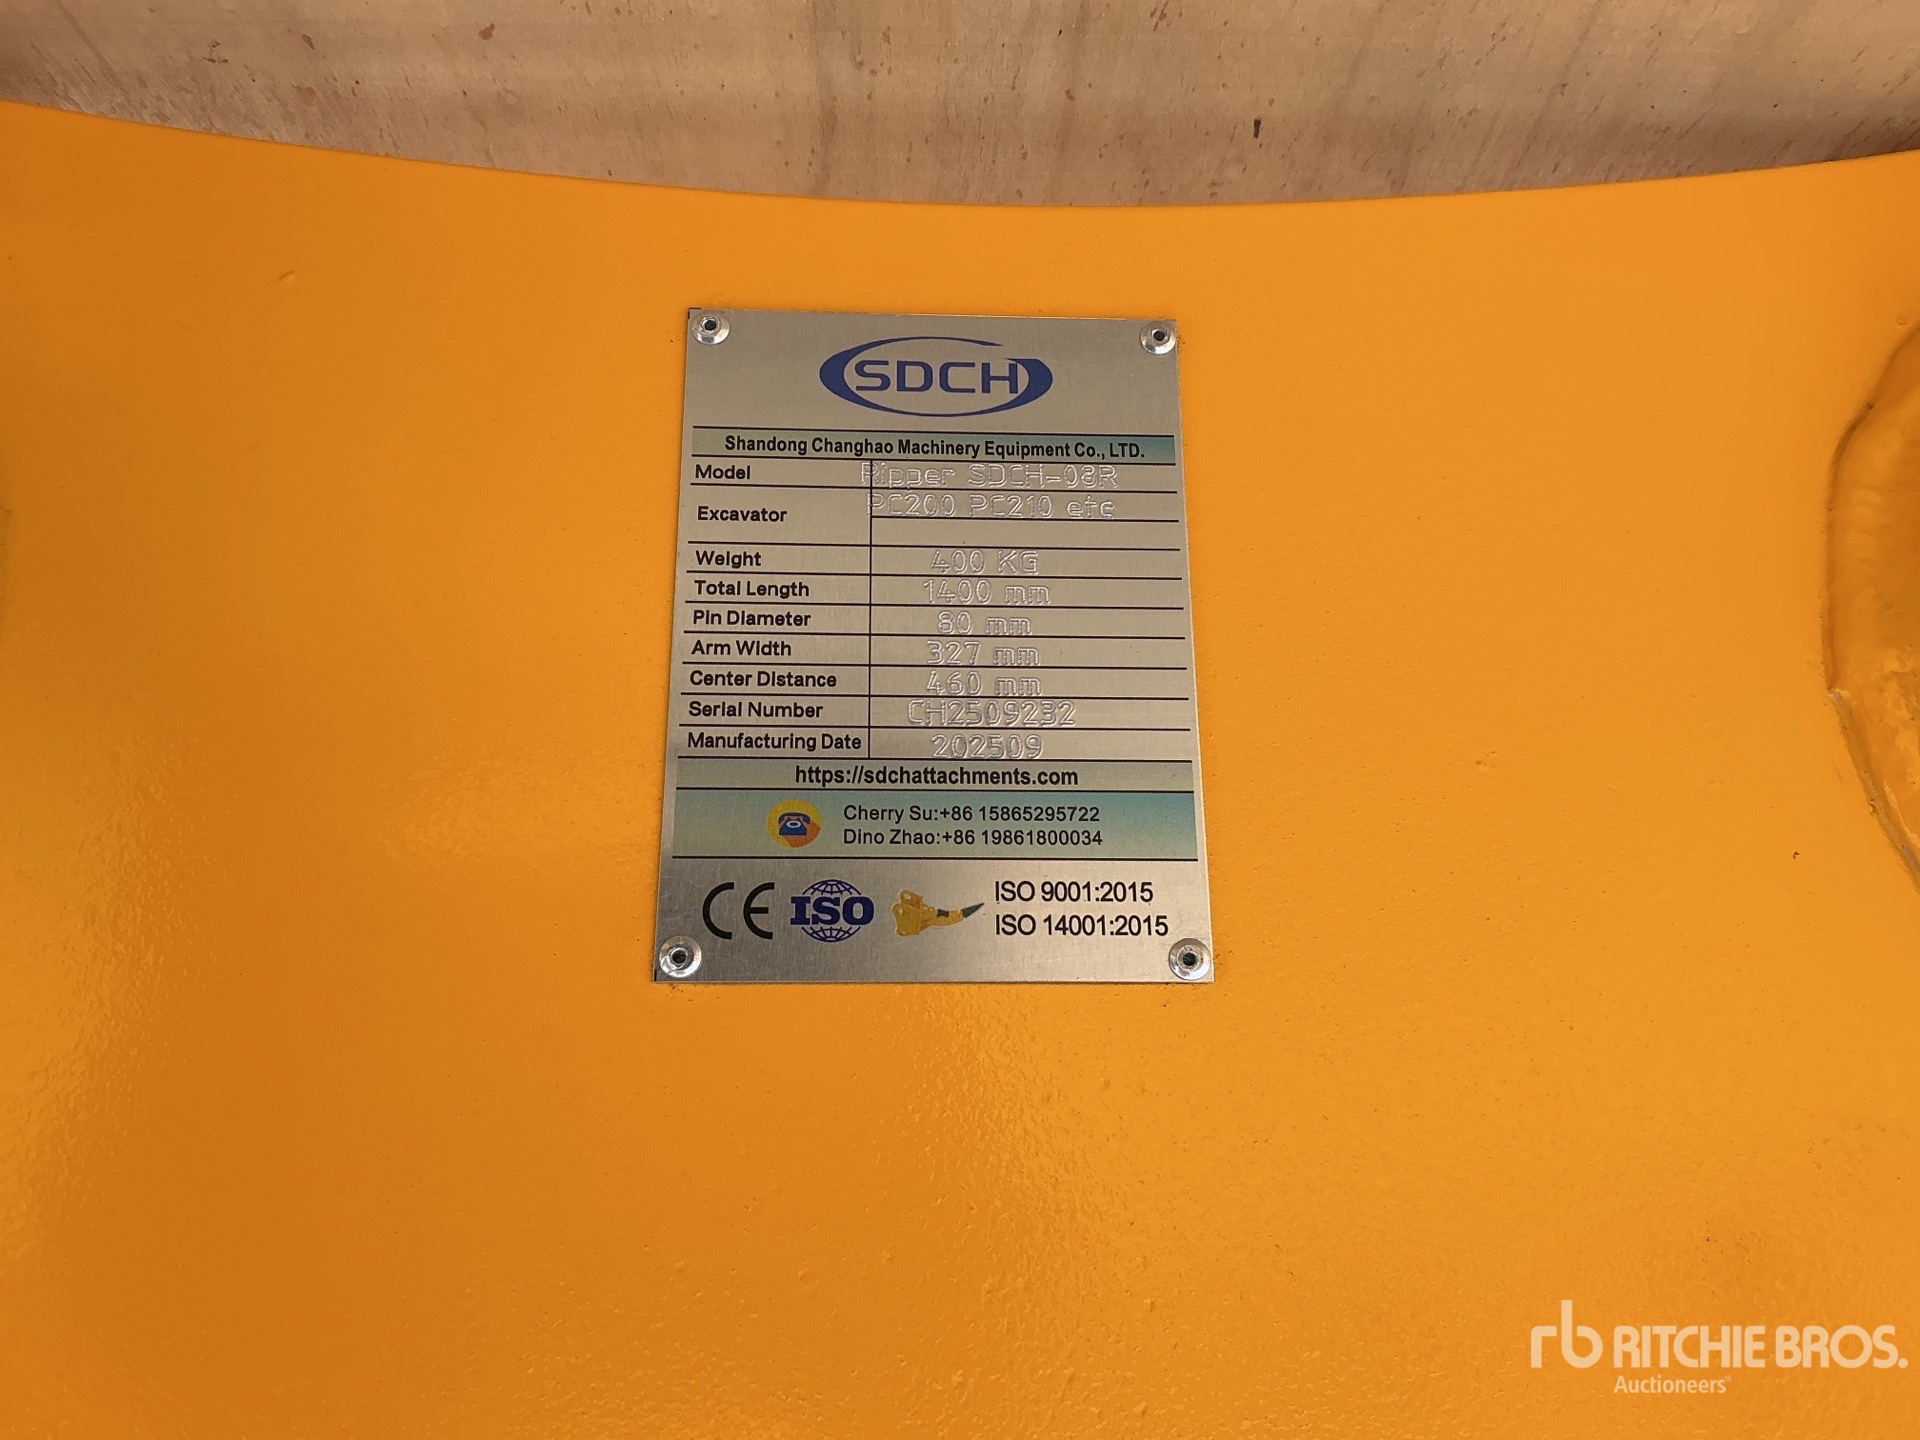 SDCH
Shandong Changhao Machinery Equipment Co., LTD.
Model Ripper SDCH-08R
Excavator PC200 PC210 etc
Weight 400 KG
Total Length 1400 mm
Pin Diameter 80 mm
Arm Width 327 mm
Center Distance 460 mm
Serial Number CH2509232
Manufacturing Date 202509
https://sdchattachments.com
Cherry Su:+86 15865295722
Dino Zhao:+86 19861800034
CE ISO ISO 9001:2015
ISO 14001:2015
rb RITCHIE BROS.
Auctioneers